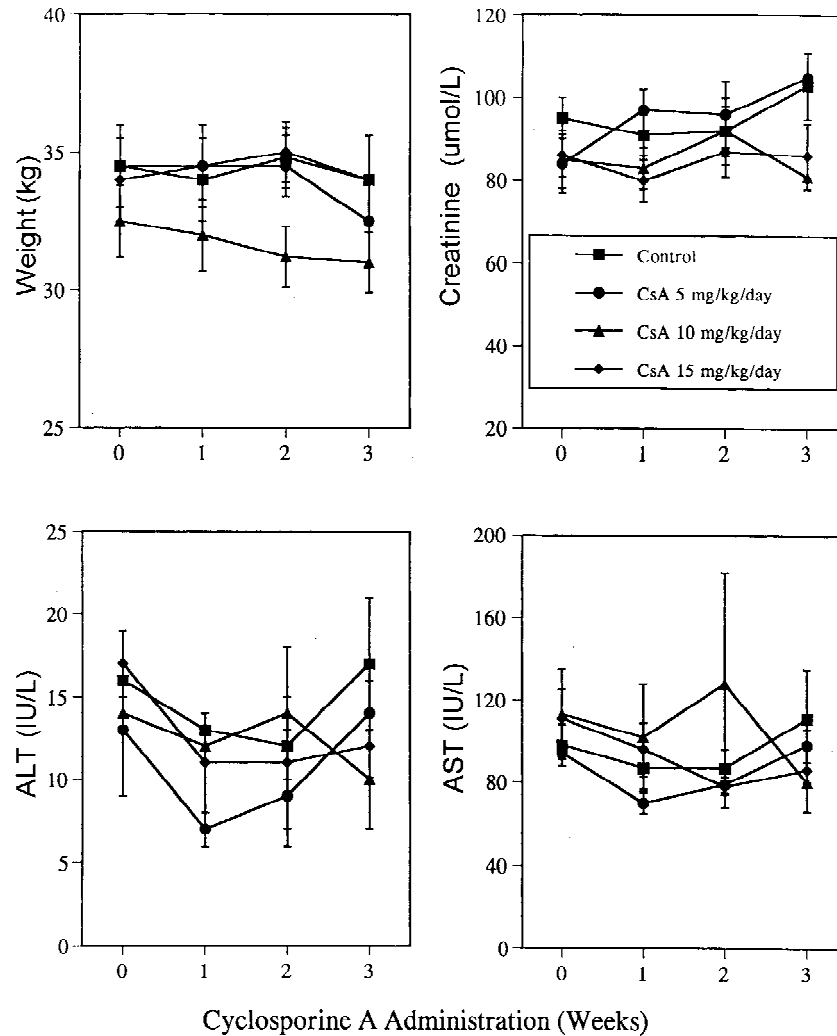 Weight (kg)
40
35
30
25
0 1 2 3
Creatinine (umol/L)
120
100
80
60
40
20
Control
CsA 5 mg/kg/day
CsA 10 mg/kg/day
CsA 15 mg/kg/day
0 1 2 3
ALT (IU/L)
25
20
15
10
5
0
0 1 2 3
AST (IU/L)
200
160
120
80
40
0
0 1 2 3
Cyclosporine A Administration (Weeks)